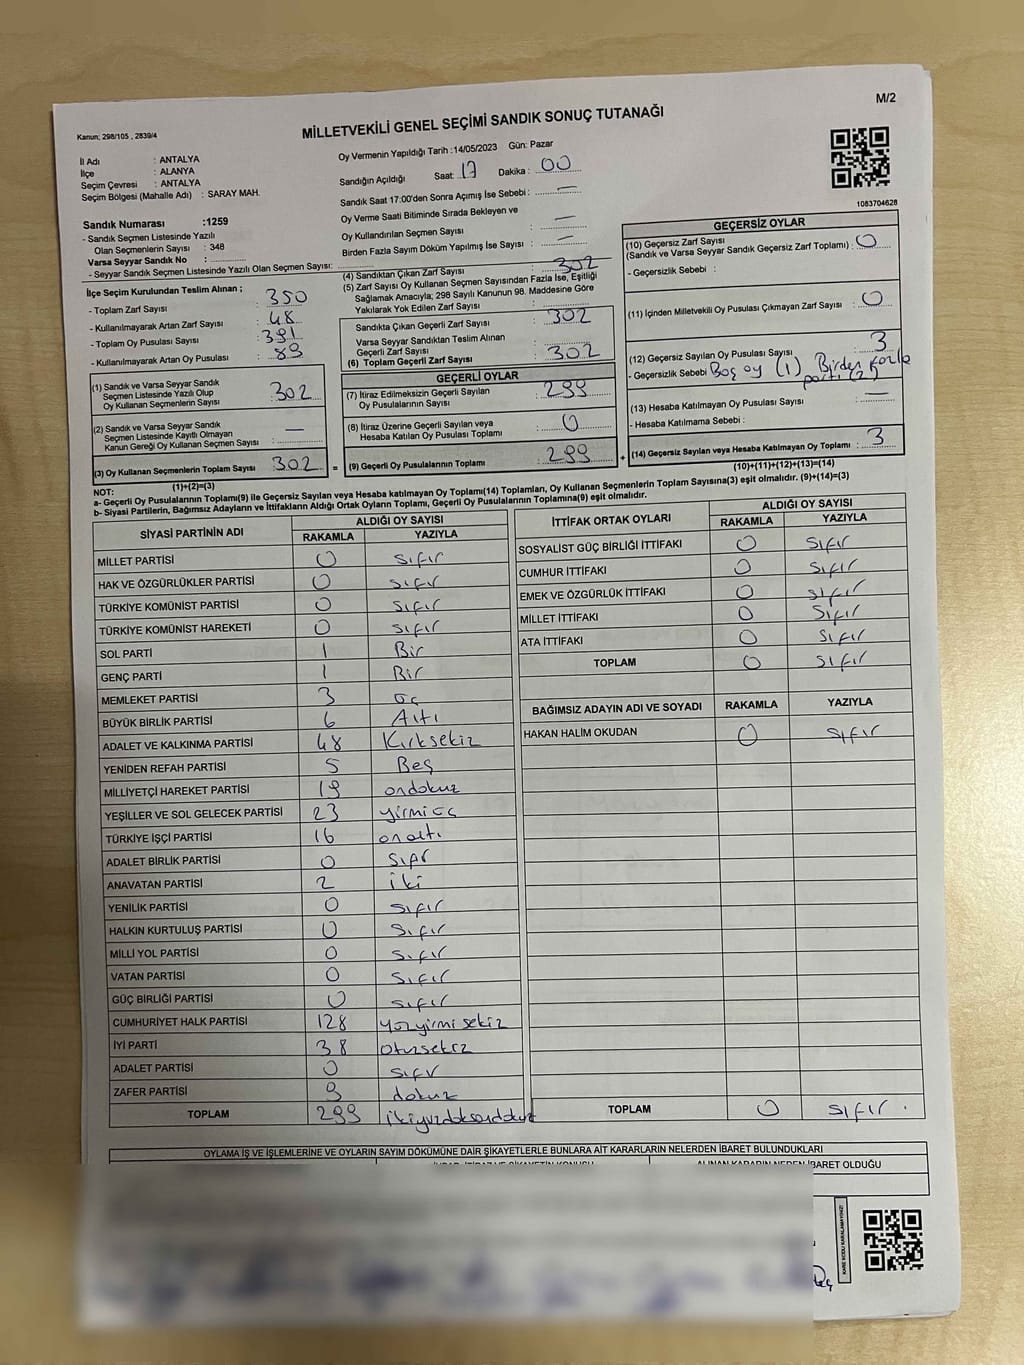 M/2
Kanun; 298/105 , 2839/4
MİLLETVEKİLİ GENEL SEÇİMİ SANDIK SONUÇ TUTANAĞI
İl Adı : ANTALYA
İlçe : ALANYA
Seçim Çevresi : ANTALYA
Seçim Bölgesi (Mahalle Adı) : SARAY MAH.
Sandık Numarası :1259
- Sandık Seçmen Listesinde Yazılı
Olan Seçmenlerin Sayısı : 348
Varsa Seyyar Sandık No :
- Seyyar Sandık Seçmen Listesinde Yazılı Olan Seçmen Sayısı:
Oy Vermenin Yapıldığı Tarih :14/05/2023 Gün: Pazar
Sandığın Açıldığı Saat: 17 Dakika : 00
Sandık Saat 17:00'den Sonra Açımış İse Sebebi : —
Oy Verme Saati Bitiminde Sırada Bekleyen ve
Oy Kullandırılan Seçmen Sayısı : —
Birden Fazla Sayım Döküm Yapılmış İse Sayısı : —
1083704628
İlçe Seçim Kurulundan Teslim Alınan ;
- Toplam Zarf Sayısı : 350
- Kullanılmayarak Artan Zarf Sayısı : 48
- Toplam Oy Pusulası Sayısı : 391
- Kullanılmayarak Artan Oy Pusulası : 89
(1) Sandık ve Varsa Seyyar Sandık
Seçmen Listesinde Yazılı Olup
Oy Kullanan Seçmenlerin Sayısı : 302
(2) Sandık ve Varsa Seyyar Sandık
Seçmen Listesinde Kayıtlı Olmayan
Kanun Gereği Oy Kullanan Seçmen Sayısı : —
(3) Oy Kullanan Seçmenlerin Toplam Sayısı : 302
(1)+(2)=(3)
(4) Sandıktan Çıkan Zarf Sayısı : 302
(5) Zarf Sayısı Oy Kullanan Seçmen Sayısından Fazla İse, Eşitliği
Sağlamak Amacıyla; 298 Sayılı Kanunun 98. Maddesine Göre
Yakılarak Yok Edilen Zarf Sayısı :
Sandıkta Çıkan Geçerli Zarf Sayısı : 302
Varsa Seyyar Sandıktan Teslim Alınan
Geçerli Zarf Sayısı :
(6) Toplam Geçerli Zarf Sayısı : 302
GEÇERLİ OYLAR
(7) İtiraz Edilmeksizin Geçerli Sayılan
Oy Pusulalarının Sayısı : 299
(8) İtiraz Üzerine Geçerli Sayılan veya
Hesaba Katılan Oy Pusulası Toplamı : 0
= (9) Geçerli Oy Pusulalarının Toplamı : 299 +
GEÇERSİZ OYLAR
(10) Geçersiz Zarf Sayısı
(Sandık ve Varsa Seyyar Sandık Geçersiz Zarf Toplamı) : 0
- Geçersizlik Sebebi :
(11) İçinden Milletvekili Oy Pusulası Çıkmayan Zarf Sayısı : 0
(12) Geçersiz Sayılan Oy Pusulası Sayısı : 3
- Geçersizlik Sebebi Boş oy (1) Birden fazla
parti (2)
(13) Hesaba Katılmayan Oy Pusulası Sayısı : —
- Hesaba Katılmama Sebebi :
(14) Geçersiz Sayılan veya Hesaba Katılmayan Oy Toplamı : 3
(10)+(11)+(12)+(13)=(14)
NOT:
a- Geçerli Oy Pusulalarının Toplamı(9) ile Geçersiz Sayılan veya Hesaba katılmayan Oy Toplamı(14) Toplamları, Oy Kullanan Seçmenlerin Toplam Sayısına(3) eşit olmalıdır. (9)+(14)=(3)
b- Siyasi Partilerin, Bağımsız Adayların ve İttifakların Aldığı Ortak Oyların Toplamı, Geçerli Oy Pusulalarının Toplamına(9) eşit olmalıdır.
SİYASİ PARTİNİN ADI ALDIĞI OY SAYISI
RAKAMLA YAZIYLA
MİLLET PARTİSİ 0 sıfır
HAK VE ÖZGÜRLÜKLER PARTİSİ 0 sıfır
TÜRKİYE KOMÜNİST PARTİSİ 0 sıfır
TÜRKİYE KOMÜNİST HAREKETİ 0 sıfır
SOL PARTİ 1 Bir
GENÇ PARTİ 1 Bir
MEMLEKET PARTİSİ 3 üç
BÜYÜK BİRLİK PARTİSİ 6 Altı
ADALET VE KALKINMA PARTİSİ 48 Kırksekiz
YENİDEN REFAH PARTİSİ 5 Beş
MİLLİYETÇİ HAREKET PARTİSİ 19 ondokuz
YEŞİLLER VE SOL GELECEK PARTİSİ 23 yirmiüç
TÜRKİYE İŞÇİ PARTİSİ 16 onaltı
ADALET BİRLİK PARTİSİ 0 sıfır
ANAVATAN PARTİSİ 2 iki
YENİLİK PARTİSİ 0 sıfır
HALKIN KURTULUŞ PARTİSİ 0 sıfır
MİLLİ YOL PARTİSİ 0 sıfır
VATAN PARTİSİ 0 sıfır
GÜÇ BİRLİĞİ PARTİSİ 0 sıfır
CUMHURİYET HALK PARTİSİ 128 yüzyirmi sekiz
İYİ PARTİ 38 otuzsekiz
ADALET PARTİSİ 0 sıfır
ZAFER PARTİSİ 9 dokuz
TOPLAM 299 ikiyüzdoksandokuz
İTTİFAK ORTAK OYLARI ALDIĞI OY SAYISI
RAKAMLA YAZIYLA
SOSYALİST GÜÇ BİRLİĞİ İTTİFAKI 0 sıfır
CUMHUR İTTİFAKI 0 sıfır
EMEK VE ÖZGÜRLÜK İTTİFAKI 0 sıfır
MİLLET İTTİFAKI 0 sıfır
ATA İTTİFAKI 0 sıfır
TOPLAM 0 sıfır
BAĞIMSIZ ADAYIN ADI VE SOYADI RAKAMLA YAZIYLA
HAKAN HALİM OKUDAN 0 sıfır
TOPLAM 0 sıfır .
OYLAMA İŞ VE İŞLEMLERİNE VE OYLARIN SAYIM DÖKÜMÜNE DAİR ŞİKAYETLERLE BUNLARA AİT KARARLARIN NELERDEN İBARET BULUNDUKLARI
ALINAN KARARIN NEDEN İBARET OLDUĞU
KARE KODU KARALAMAYINIZ!